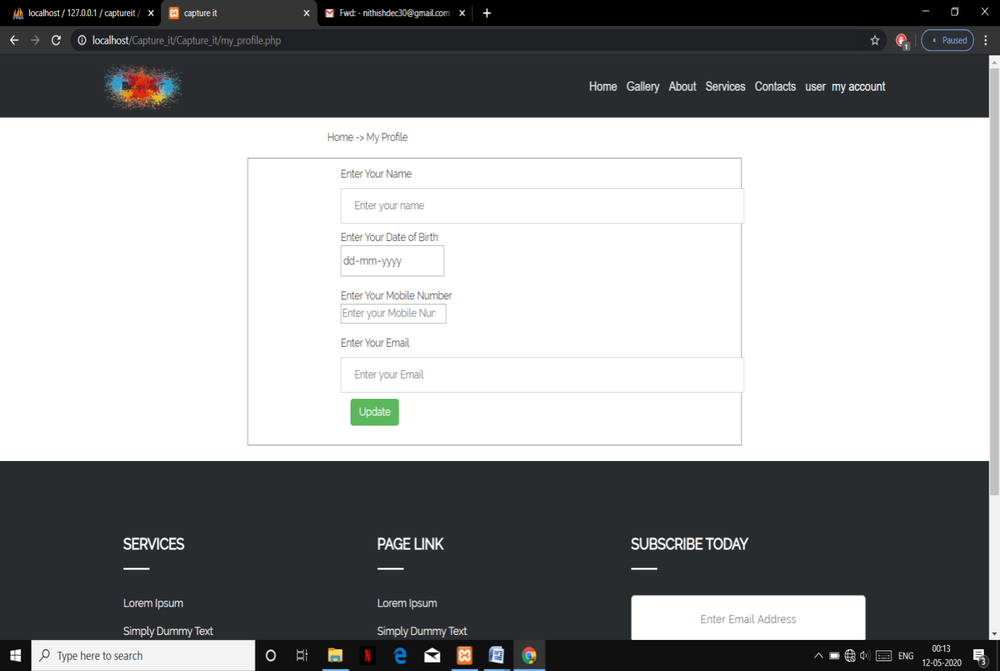 localhost / 127.0.0.1 / captureit /
capture it
Fwd: - nithishdec30@gmail.com
localhost/Capture_it/Capture_it/my_profile.php
1
Paused
Home Gallery About Services Contacts user my account
Home -> My Profile
Enter Your Name
Enter your name
Enter Your Date of Birth
dd-mm-yyyy
Enter Your Mobile Number
Enter your Mobile Nun
Enter Your Email
Enter your Email
Update
SERVICES PAGE LINK SUBSCRIBE TODAY
Lorem Ipsum Lorem Ipsum
Enter Email Address
Simply Dummy Text Simply Dummy Text
Type here to search
ENG
00:13
12-05-2020
3